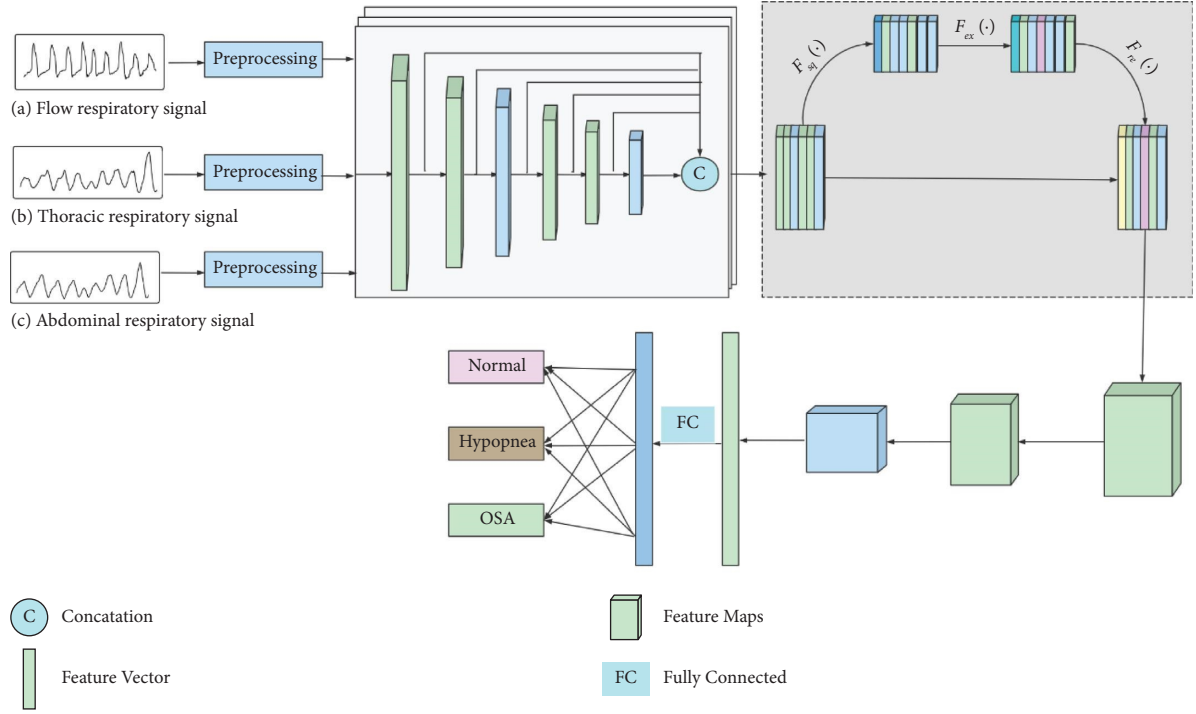 (a) Flow respiratory signal
Preprocessing
(b) Thoracic respiratory signal
Preprocessing
(c) Abdominal respiratory signal
Preprocessing
C
F_sq (·)
F_ex (·)
F_re (·)
Normal
Hypopnea
OSA
FC
C Concatation
Feature Vector
Feature Maps
FC Fully Connected